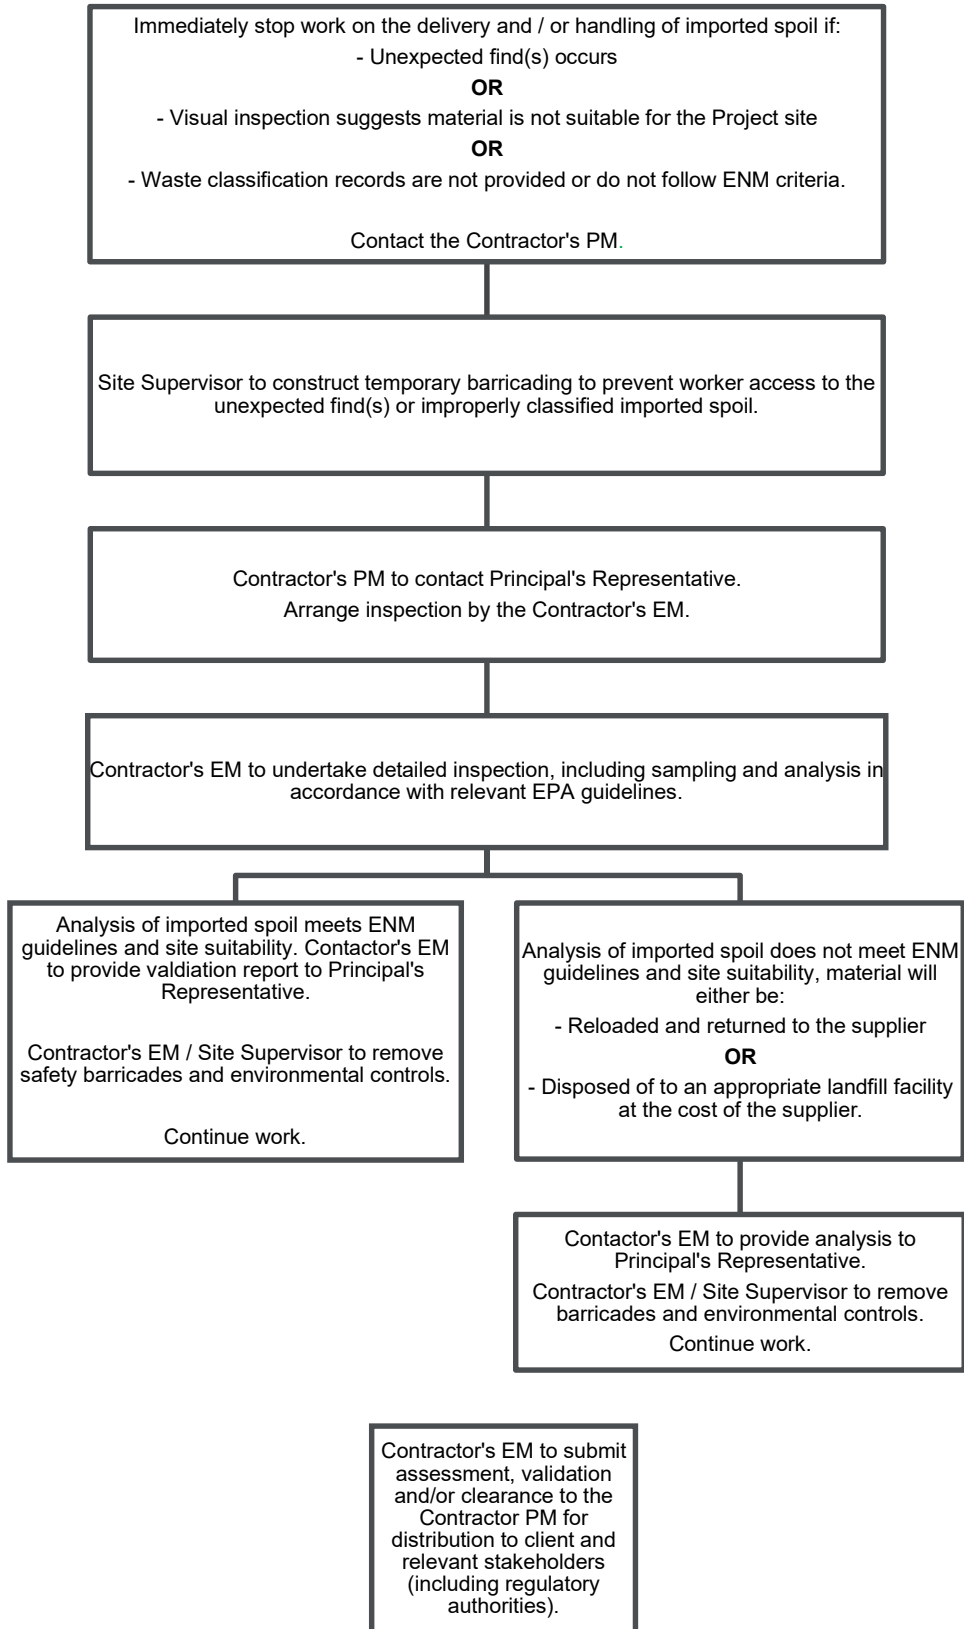 Immediately stop work on the delivery and / or handling of imported spoil if:
- Unexpected find(s) occurs
OR
- Visual inspection suggests material is not suitable for the Project site
OR
- Waste classification records are not provided or do not follow ENM criteria.
Contact the Contractor's PM.
Site Supervisor to construct temporary barricading to prevent worker access to the
unexpected find(s) or improperly classified imported spoil.
Contractor's PM to contact Principal's Representative.
Arrange inspection by the Contractor's EM.
Contractor's EM to undertake detailed inspection, including sampling and analysis in
accordance with relevant EPA guidelines.
Analysis of imported spoil meets ENM
guidelines and site suitability. Contactor's EM
to provide valdiation report to Principal's
Representative.
Contractor's EM / Site Supervisor to remove
safety barricades and environmental controls.
Continue work.
Analysis of imported spoil does not meet ENM
guidelines and site suitability, material will
either be:
- Reloaded and returned to the supplier
OR
- Disposed of to an appropriate landfill facility
at the cost of the supplier.
Contactor's EM to provide analysis to
Principal's Representative.
Contractor's EM / Site Supervisor to remove
barricades and environmental controls.
Continue work.
Contractor's EM to submit
assessment, validation
and/or clearance to the
Contractor PM for
distribution to client and
relevant stakeholders
(including regulatory
authorities).